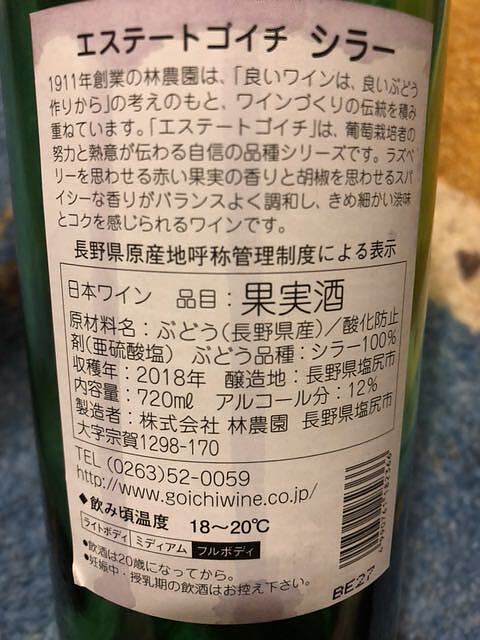 エステートゴイチ シラー
1911年創業の林農園は、「良いワインは、良いぶどう
作りから」の考えのもと、ワインづくりの伝統を積み
重ねています。「エステートゴイチ」は、葡萄栽培者の
努力と熱意が伝わる自信の品種シリーズです。ラズベ
リーを思わせる赤い果実の香りと胡椒を思わせるスパ
イシーな香りがバランスよく調和し、きめ細かい渋味
とコクを感じられるワインです。
長野県原産地呼称管理制度による表示
日本ワイン 品目：果実酒
原材料名：ぶどう(長野県産)／酸化防止
剤(亜硫酸塩) ぶどう品種：シラー100%
収穫年：2018年 醸造地：長野県塩尻市
内容量：720ml アルコール分：12%
製造者：株式会社 林農園 長野県塩尻市
大字宗賀1298-170
TEL (0263)52-0059
http://www.goichiwine.co.jp/
◆飲み頃温度 18～20℃
ライトボディ ミディアム フルボディ
●飲酒は20歳になってから。
●妊娠中・授乳期の飲酒はお控え下さい。
BE27